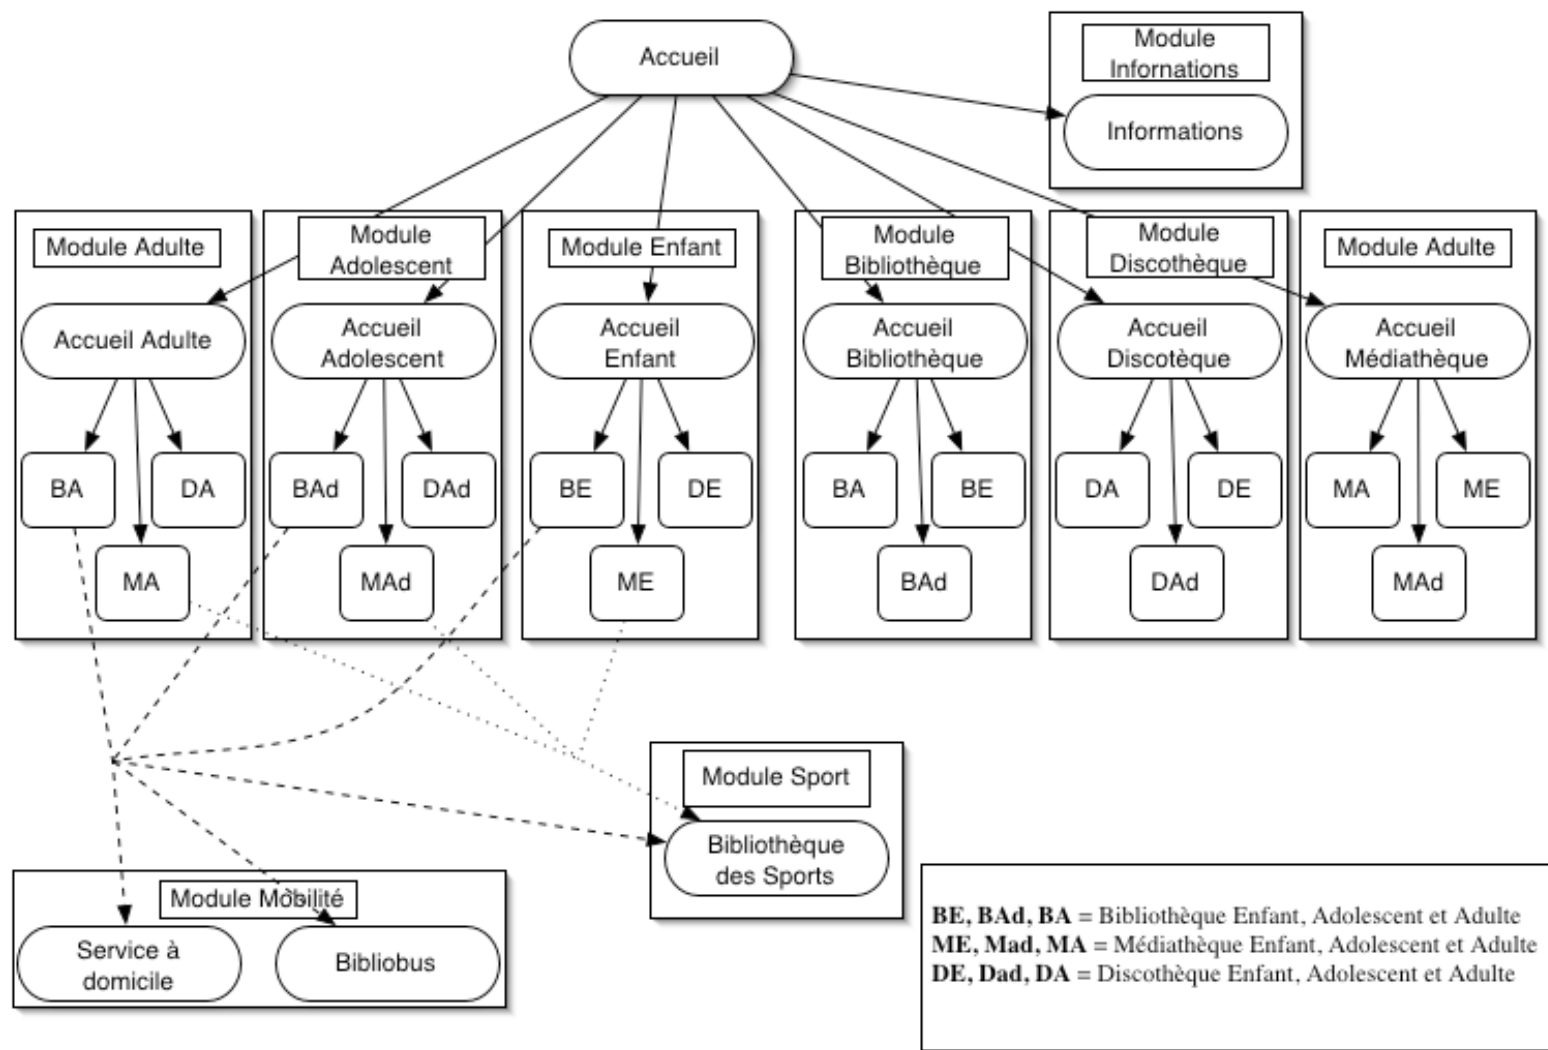 Accueil
Module
Infornations
Informations
Module Adulte
Module
Adolescent
Module Enfant
Module
Bibliothèque
Module
Discothèque
Module Adulte
Accueil Adulte
Accueil
Adolescent
Accueil
Enfant
Accueil
Bibliothèque
Accueil
Discotèque
Accueil
Médiathèque
BA
DA
MA
BAd
DAd
MAd
BE
DE
ME
BA
BE
BAd
DA
DE
DAd
MA
ME
MAd
Module Sport
Bibliothèque
des Sports
Module Mobilité
Service à
domicile
Bibliobus
BE, BAd, BA = Bibliothèque Enfant, Adolescent et Adulte
ME, Mad, MA = Médiathèque Enfant, Adolescent et Adulte
DE, Dad, DA = Discothèque Enfant, Adolescent et Adulte